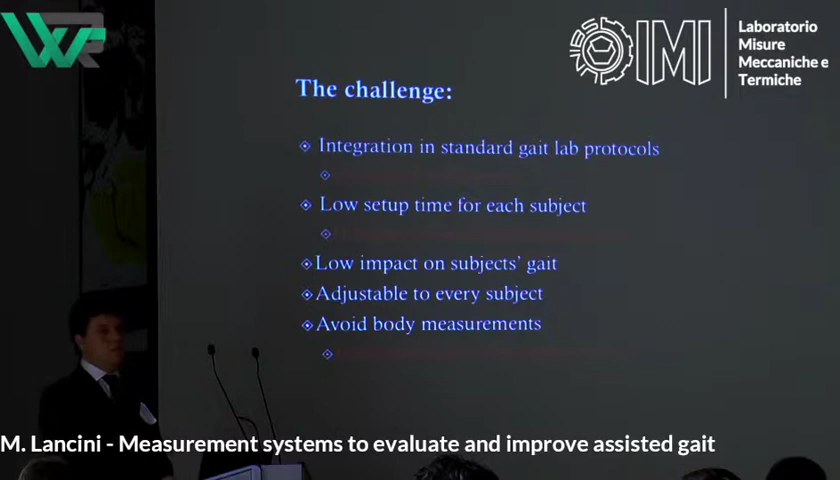 Laboratorio
Misure
Meccaniche e
Termiche
The challenge:
Integration in standard gait lab protocols
Low setup time for each subject
Low impact on subjects' gait
Adjustable to every subject
Avoid body measurements
M. Lancini - Measurement systems to evaluate and improve assisted gait